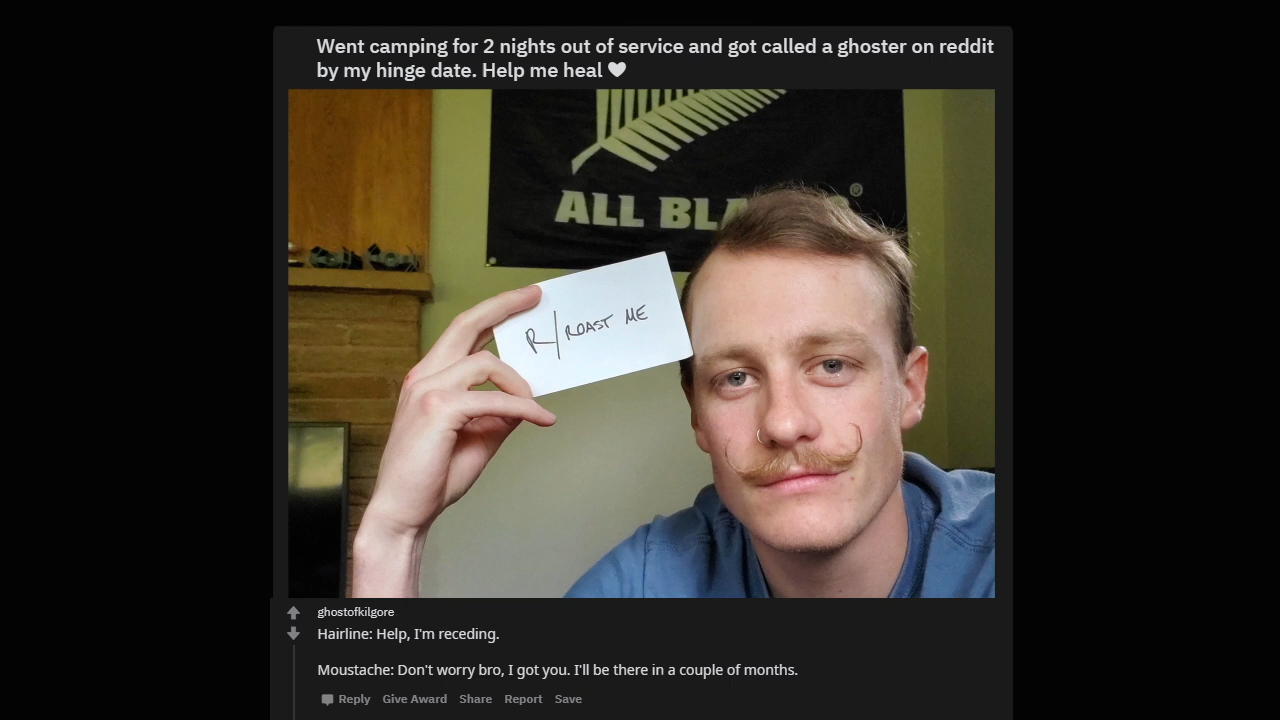 Went camping for 2 nights out of service and got called a ghoster on reddit
by my hinge date. Help me heal 🤍
ALL BLA
®
R/ROAST ME
ghostofkilgore
Hairline: Help, I'm receding.
Moustache: Don't worry bro, I got you. I'll be there in a couple of months.
Reply Give Award Share Report Save